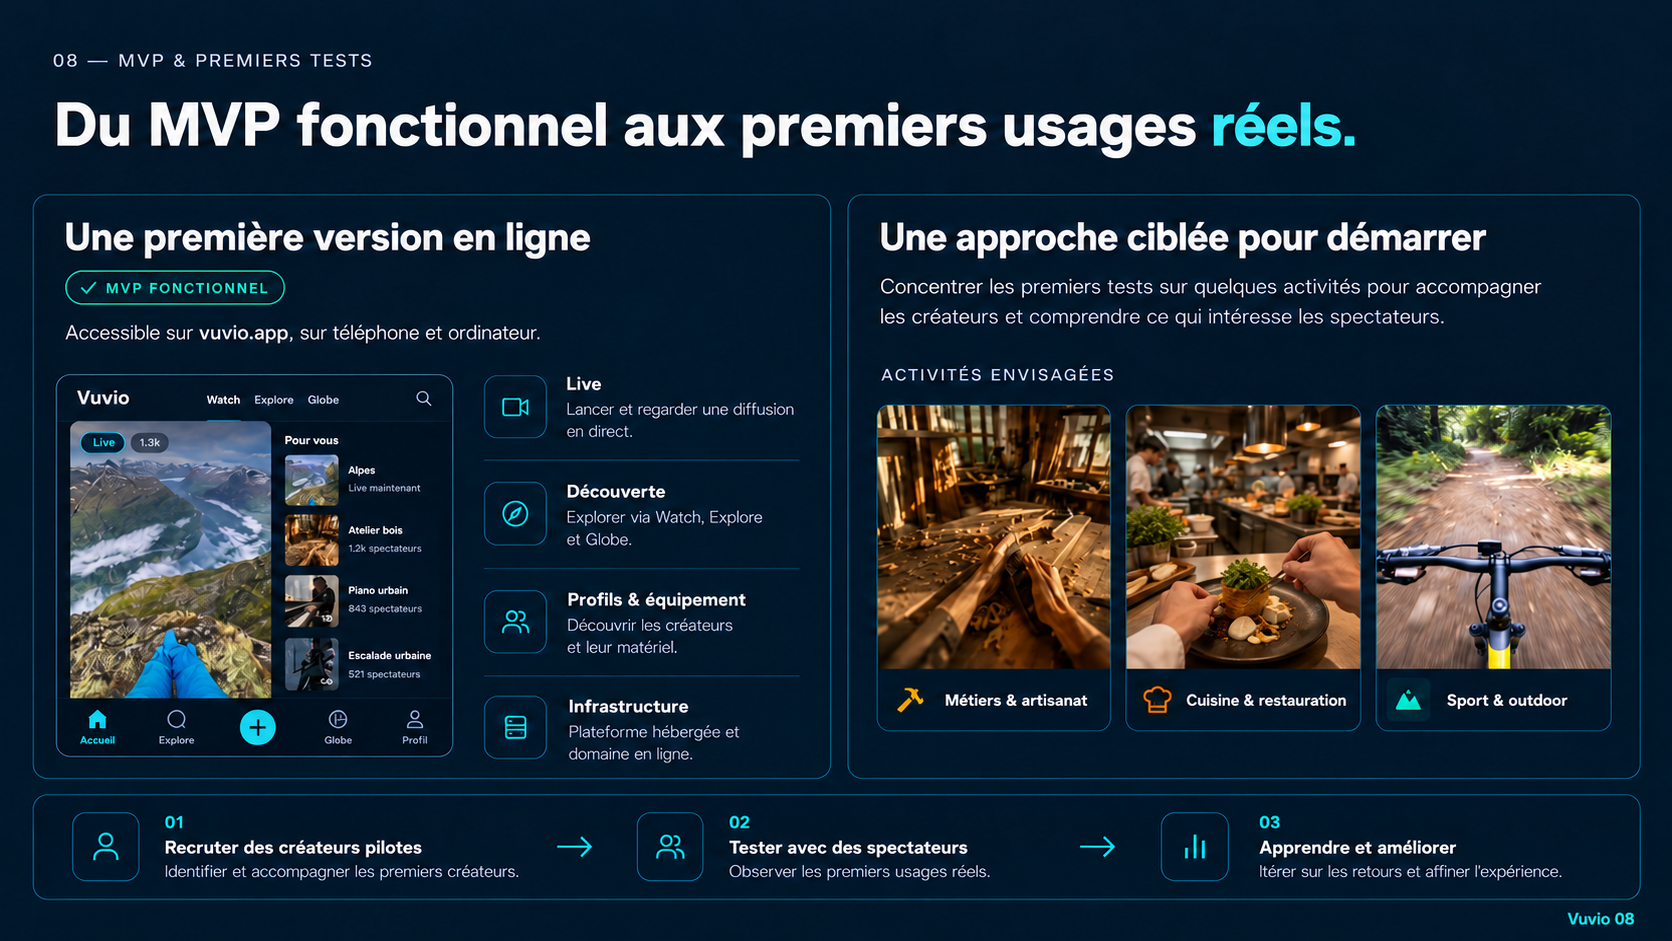 08 — MVP & PREMIERS TESTS
Du MVP fonctionnel aux premiers usages réels.
Une première version en ligne
MVP FONCTIONNEL
Accessible sur vuvio.app, sur téléphone et ordinateur.
Vuvio
Watch Explore Globe
Live 1.3k
Pour vous
Alpes
Live maintenant
Atelier bois
1.2k spectateurs
Piano urbain
843 spectateurs
Escalade urbaine
521 spectateurs
Accueil Explore Globe Profil
Live
Lancer et regarder une diffusion
en direct.
Découverte
Explorer via Watch, Explore
et Globe.
Profils & équipement
Découvrir les créateurs
et leur matériel.
Infrastructure
Plateforme hébergée et
domaine en ligne.
Une approche ciblée pour démarrer
Concentrer les premiers tests sur quelques activités pour accompagner
les créateurs et comprendre ce qui intéresse les spectateurs.
ACTIVITÉS ENVISAGÉES
Métiers & artisanat
Cuisine & restauration
Sport & outdoor
01
Recruter des créateurs pilotes
Identifier et accompagner les premiers créateurs.
02
Tester avec des spectateurs
Observer les premiers usages réels.
03
Apprendre et améliorer
Itérer sur les retours et affiner l'expérience.
Vuvio 08